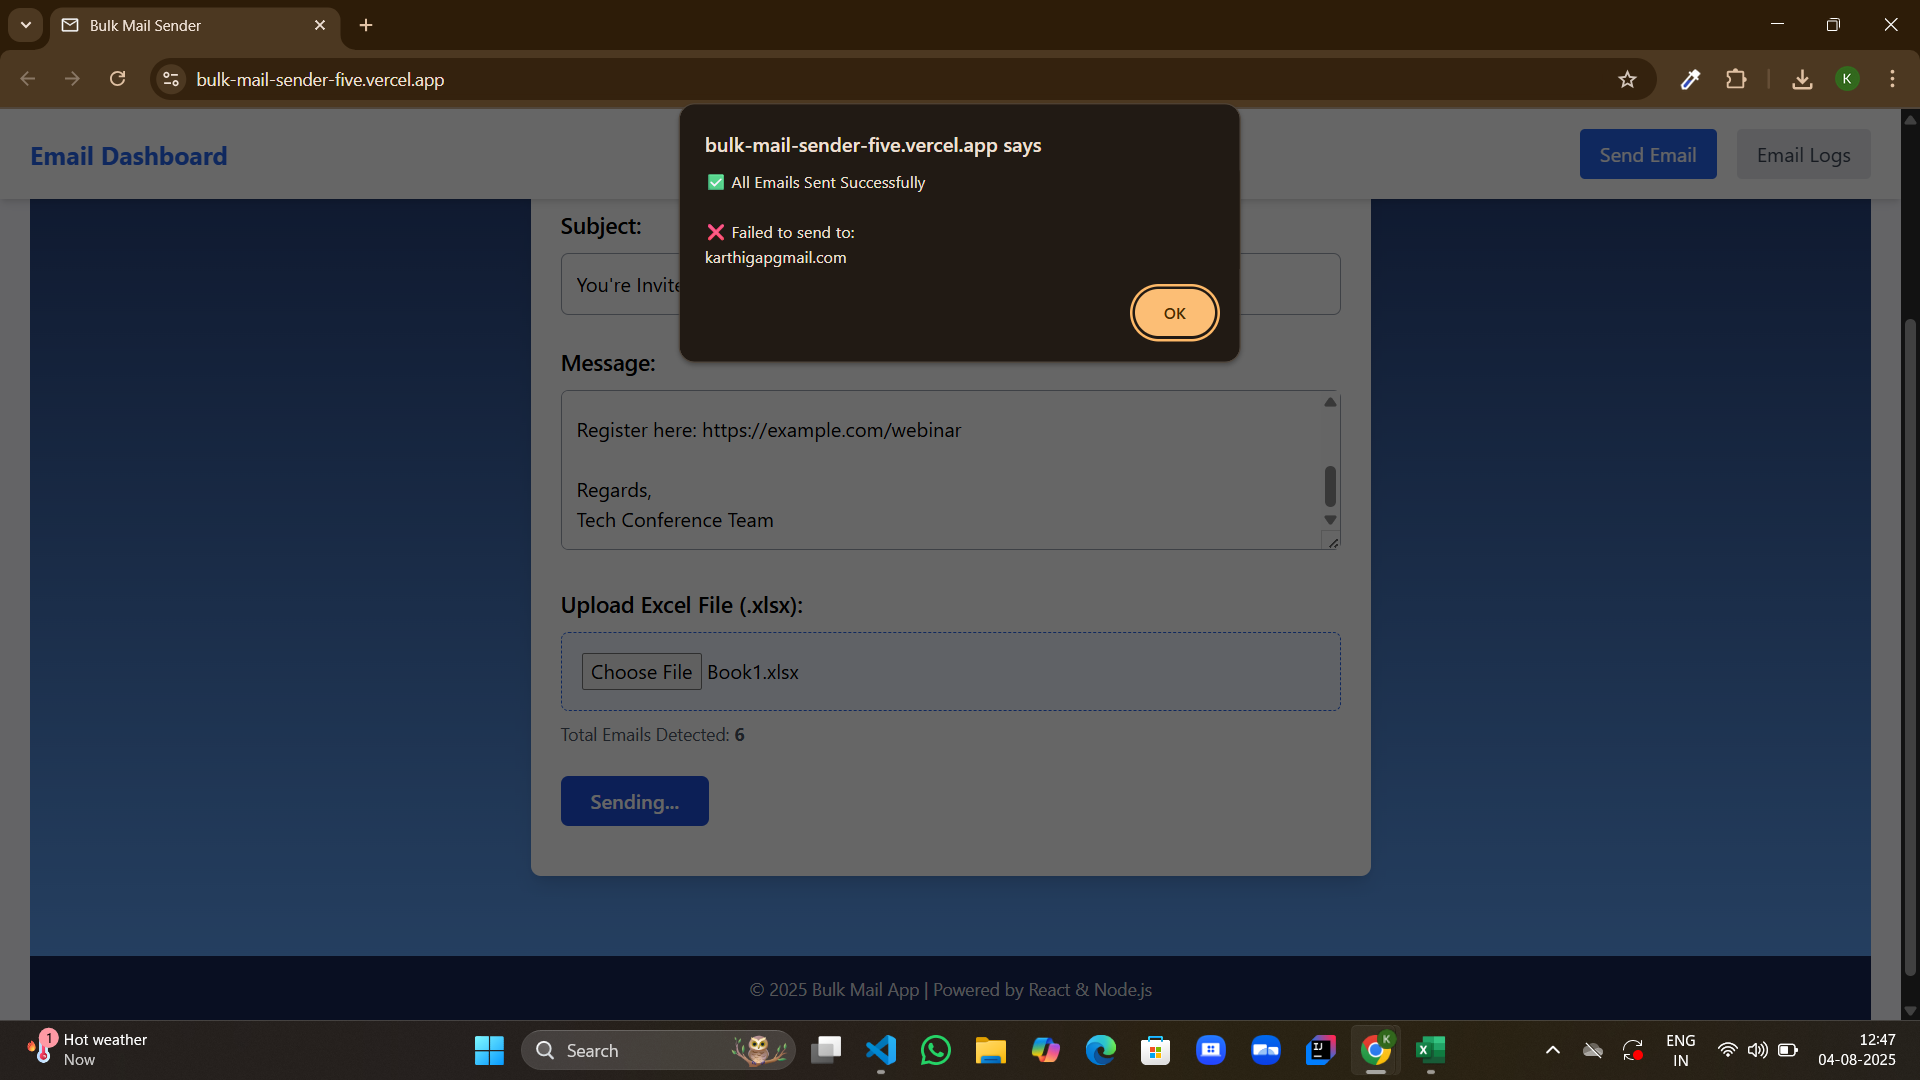 Bulk Mail Sender
bulk-mail-sender-five.vercel.app
K
Email Dashboard
Send Email
Email Logs
bulk-mail-sender-five.vercel.app says
✅ All Emails Sent Successfully
❌ Failed to send to:
karthigapgmail.com
OK
Subject:
You're Invite
Message:
Register here: https://example.com/webinar
Regards,
Tech Conference Team
Upload Excel File (.xlsx):
Choose File Book1.xlsx
Total Emails Detected: 6
Sending...
© 2025 Bulk Mail App | Powered by React & Node.js
1
Hot weather
Now
Search
IJ
K
X
ENG
IN
12:47
04-08-2025